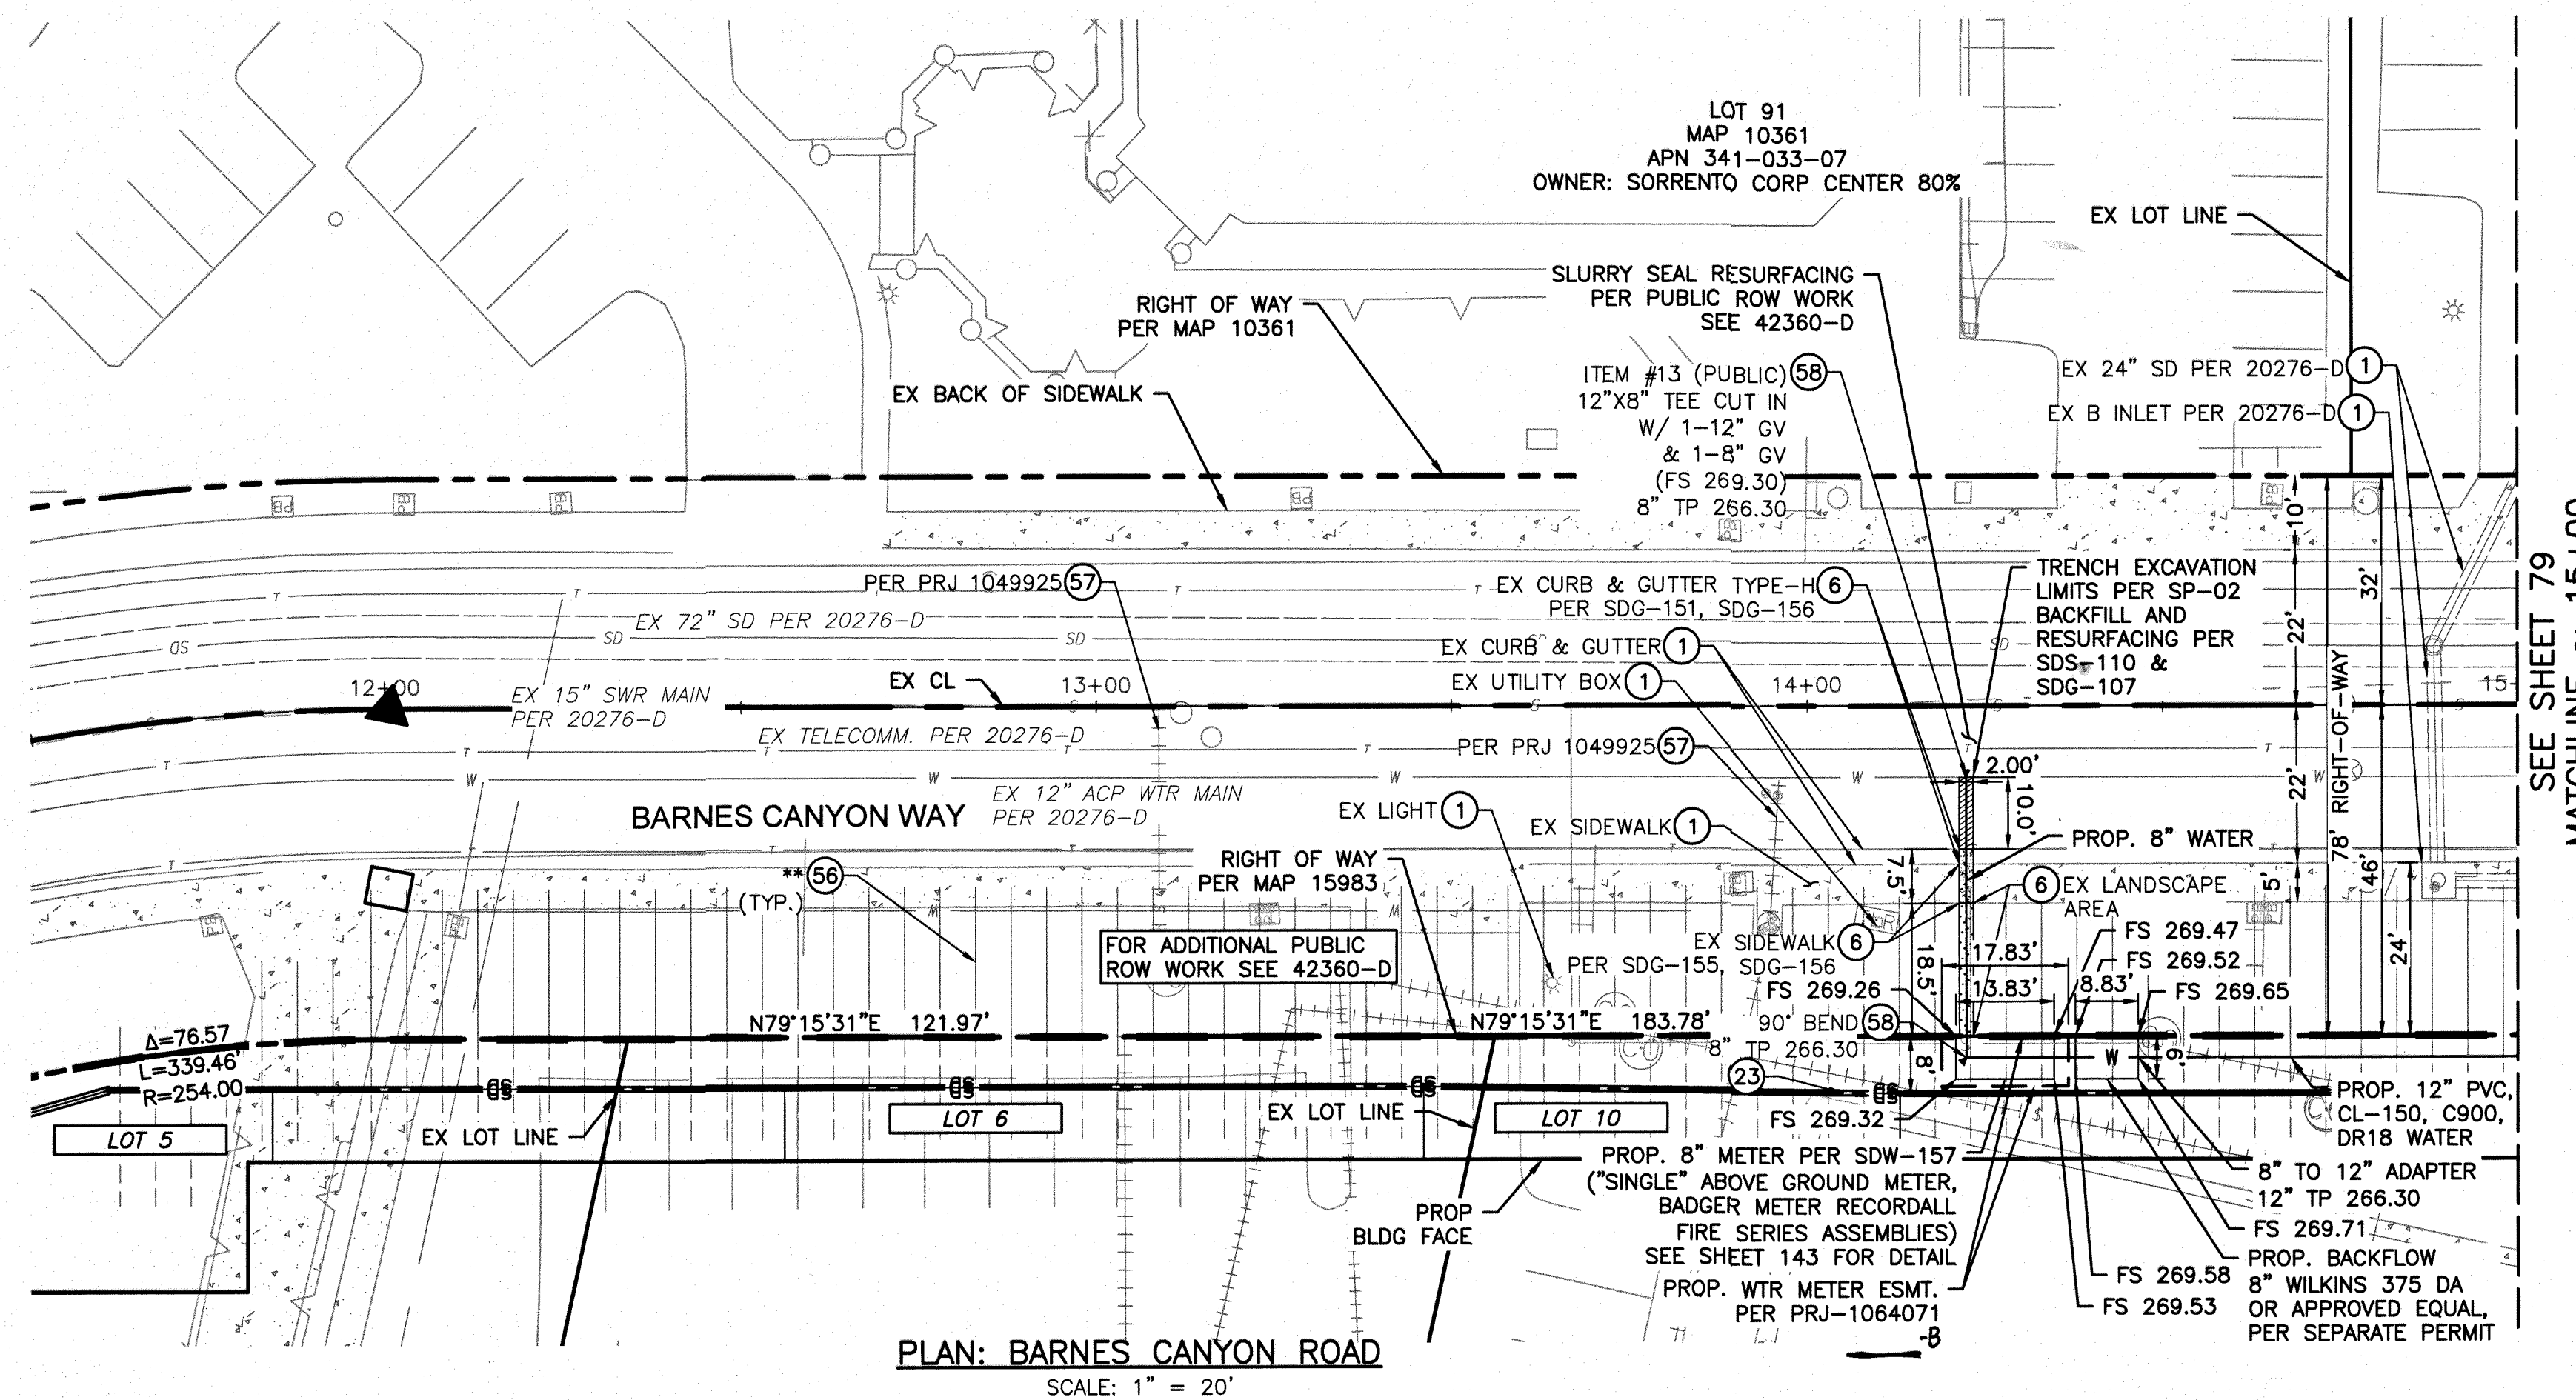 LOT 91
MAP 10361
APN 341-033-07
OWNER: SORRENTO CORP CENTER 80%
EX LOT LINE
SLURRY SEAL RESURFACING
PER PUBLIC ROW WORK
SEE 42360-D
RIGHT OF WAY
PER MAP 10361
EX BACK OF SIDEWALK
ITEM #13 (PUBLIC) 58
12"X8" TEE CUT IN
W/ 1-12" GV
& 1-8" GV
(FS 269.30)
8" TP 266.30
EX 24" SD PER 20276-D 1
EX B INLET PER 20276-D 1
10'
22'
32'
78' RIGHT-OF-WAY
22'
46'
5'
24'
SEE SHEET 79
TRENCH EXCAVATION
LIMITS PER SP-02
BACKFILL AND
RESURFACING PER
SDS-110 &
SDG-107
PER PRJ 1049925 57
EX CURB & GUTTER TYPE-H 6
PER SDG-151, SDG-156
EX 72" SD PER 20276-D
SD
SD
SD
SD
EX CURB & GUTTER 1
EX UTILITY BOX 1
12+00
EX 15" SWR MAIN
PER 20276-D
EX CL
13+00
14+00
15
EX TELECOMM. PER 20276-D
PER PRJ 1049925 57
T
T
T
T
W
W
W
W
W
2.00'
10.0'
BARNES CANYON WAY
EX 12" ACP WTR MAIN
PER 20276-D
EX LIGHT 1
EX SIDEWALK 1
PROP. 8" WATER
7.5'
RIGHT OF WAY
PER MAP 15983
** 56
(TYP.)
6 EX LANDSCAPE
AREA
FOR ADDITIONAL PUBLIC
ROW WORK SEE 42360-D
EX SIDEWALK 6
PER SDG-155, SDG-156
18.5'
17.83'
13.83'
8.83'
FS 269.47
FS 269.52
FS 269.65
FS 269.26
90° BEND 58
8" TP 266.30
Δ=76.57
L=339.46'
R=254.00
N79°15'31"E 121.97'
N79°15'31"E 183.78'
8'
W
6'
23
FS 269.32
LOT 5
EX LOT LINE
LOT 6
EX LOT LINE
LOT 10
PROP. 12" PVC,
CL-150, C900,
DR18 WATER
PROP. 8" METER PER SDW-157
("SINGLE" ABOVE GROUND METER,
BADGER METER RECORDALL
FIRE SERIES ASSEMBLIES)
SEE SHEET 143 FOR DETAIL
8" TO 12" ADAPTER
12" TP 266.30
FS 269.71
PROP
BLDG FACE
PROP. WTR METER ESMT.
PER PRJ-1064071
FS 269.58
FS 269.53
PROP. BACKFLOW
8" WILKINS 375 DA
OR APPROVED EQUAL,
PER SEPARATE PERMIT
-B
PLAN: BARNES CANYON ROAD
SCALE: 1" = 20'